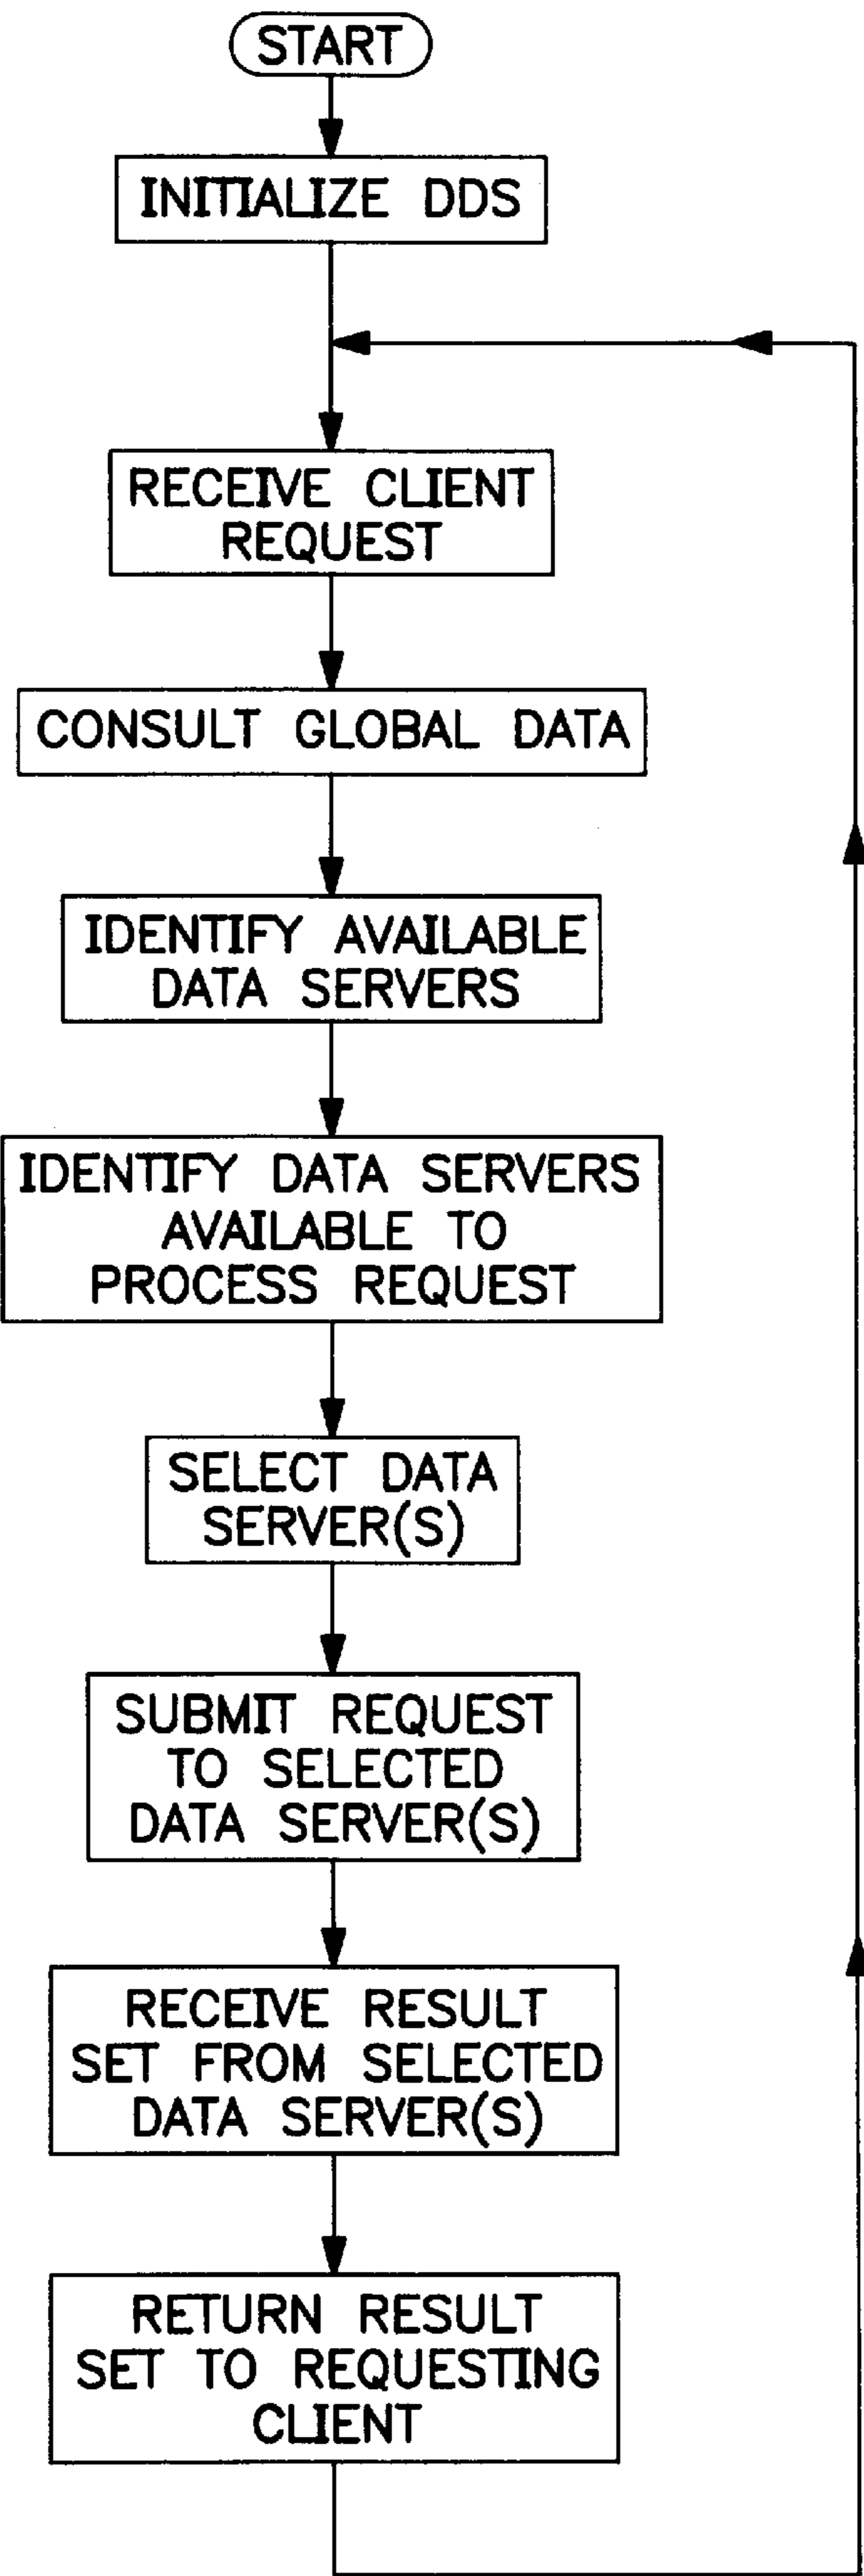 START
INITIALIZE DDS
RECEIVE CLIENT
REQUEST
CONSULT GLOBAL DATA
IDENTIFY AVAILABLE
DATA SERVERS
IDENTIFY DATA SERVERS
AVAILABLE TO
PROCESS REQUEST
SELECT DATA
SERVER(S)
SUBMIT REQUEST
TO SELECTED
DATA SERVER(S)
RECEIVE RESULT
SET FROM SELECTED
DATA SERVER(S)
RETURN RESULT
SET TO REQUESTING
CLIENT